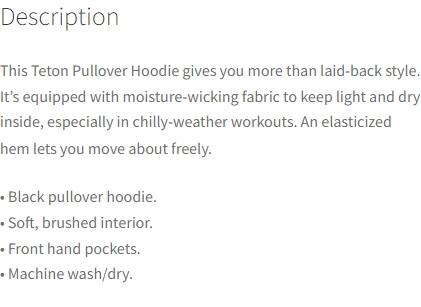 Description
This Teton Pullover Hoodie gives you more than laid-back style.
It’s equipped with moisture-wicking fabric to keep light and dry
inside, especially in chilly-weather workouts. An elasticized
hem lets you move about freely.
• Black pullover hoodie.
• Soft, brushed interior.
• Front hand pockets.
• Machine wash/dry.